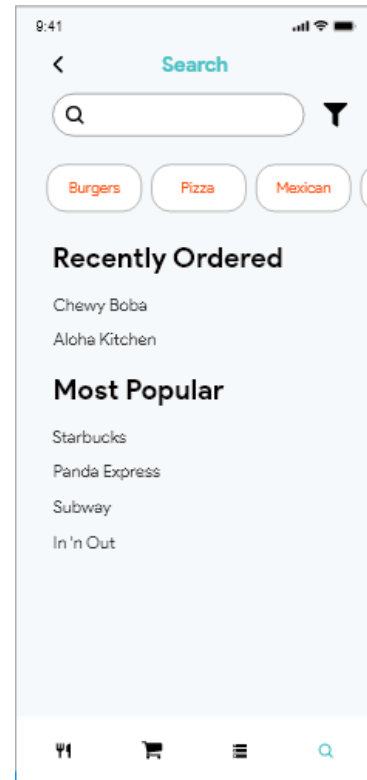 9:41
Search
Burgers Pizza Mexican
Recently Ordered
Chewy Boba
Aloha Kitchen
Most Popular
Starbucks
Panda Express
Subway
In 'n Out